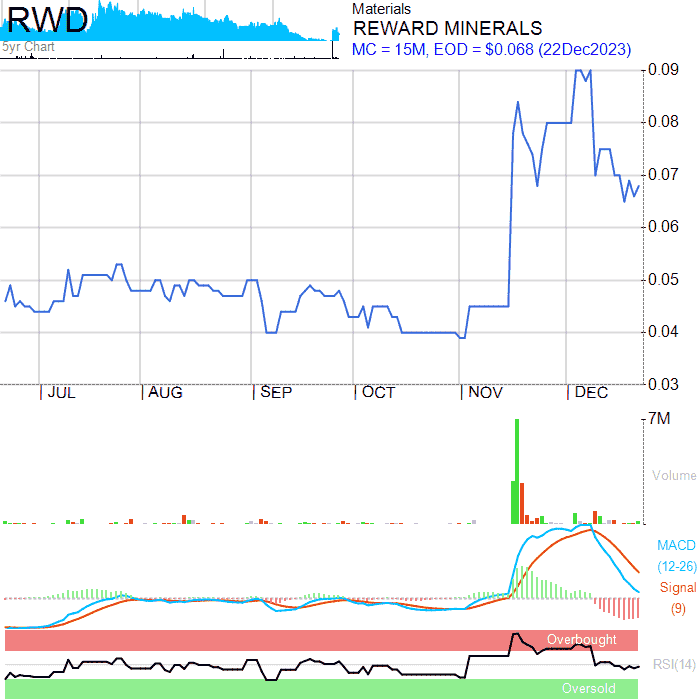 RWD
5yr Chart
Materials
REWARD MINERALS
MC = 15M, EOD = $0.068 (22Dec2023)
0.09
0.08
0.07
0.06
0.05
0.04
0.03
JUL AUG SEP OCT NOV DEC
7M
Volume
MACD
(12-26)
Signal
(9)
Overbought
RSI(14)
Oversold